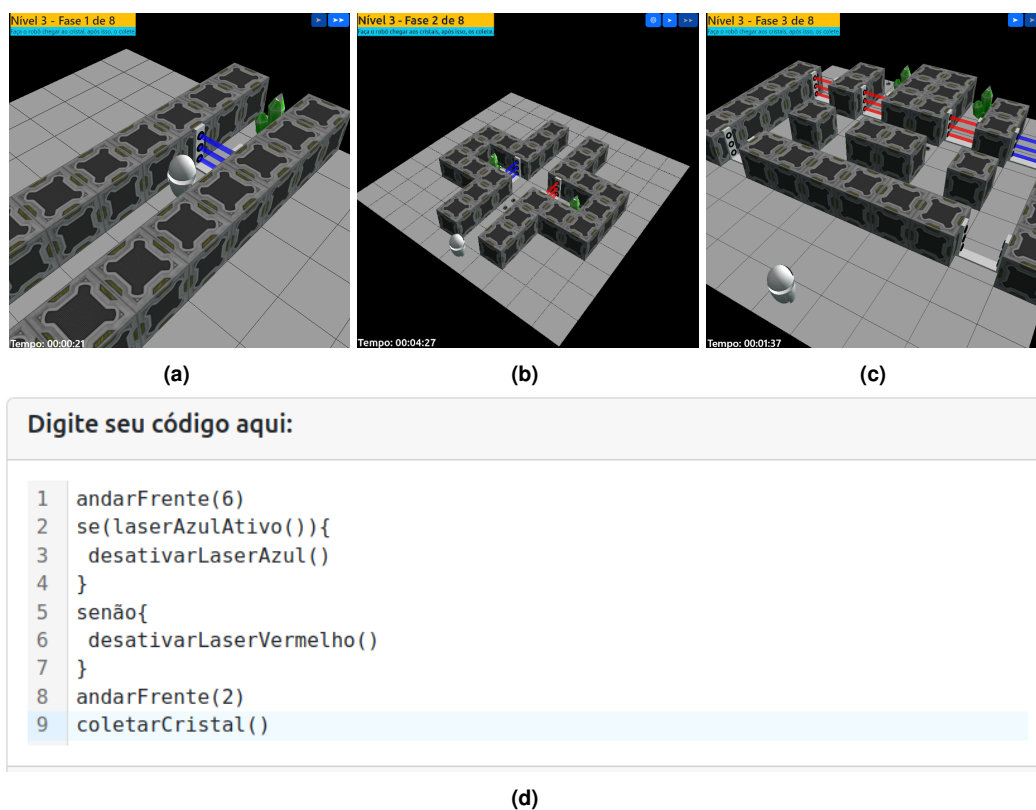 Nível 3 - Fase 1 de 8
Faça o robô chegar ao cristal, após isso, o colete.
Tempo: 00:00:21
(a)
Nível 3 - Fase 2 de 8
Faça o robô chegar aos cristais, após isso, os colete.
Tempo: 00:04:27
(b)
Nível 3 - Fase 3 de 8
Faça o robô chegar aos cristais, após isso, os colete.
Tempo: 00:01:37
(c)
Digite seu código aqui:
1 andarFrente(6)
2 se(laserAzulAtivo()){
3 desativarLaserAzul()
4 }
5 senão{
6 desativarLaserVermelho()
7 }
8 andarFrente(2)
9 coletarCristal()
(d)